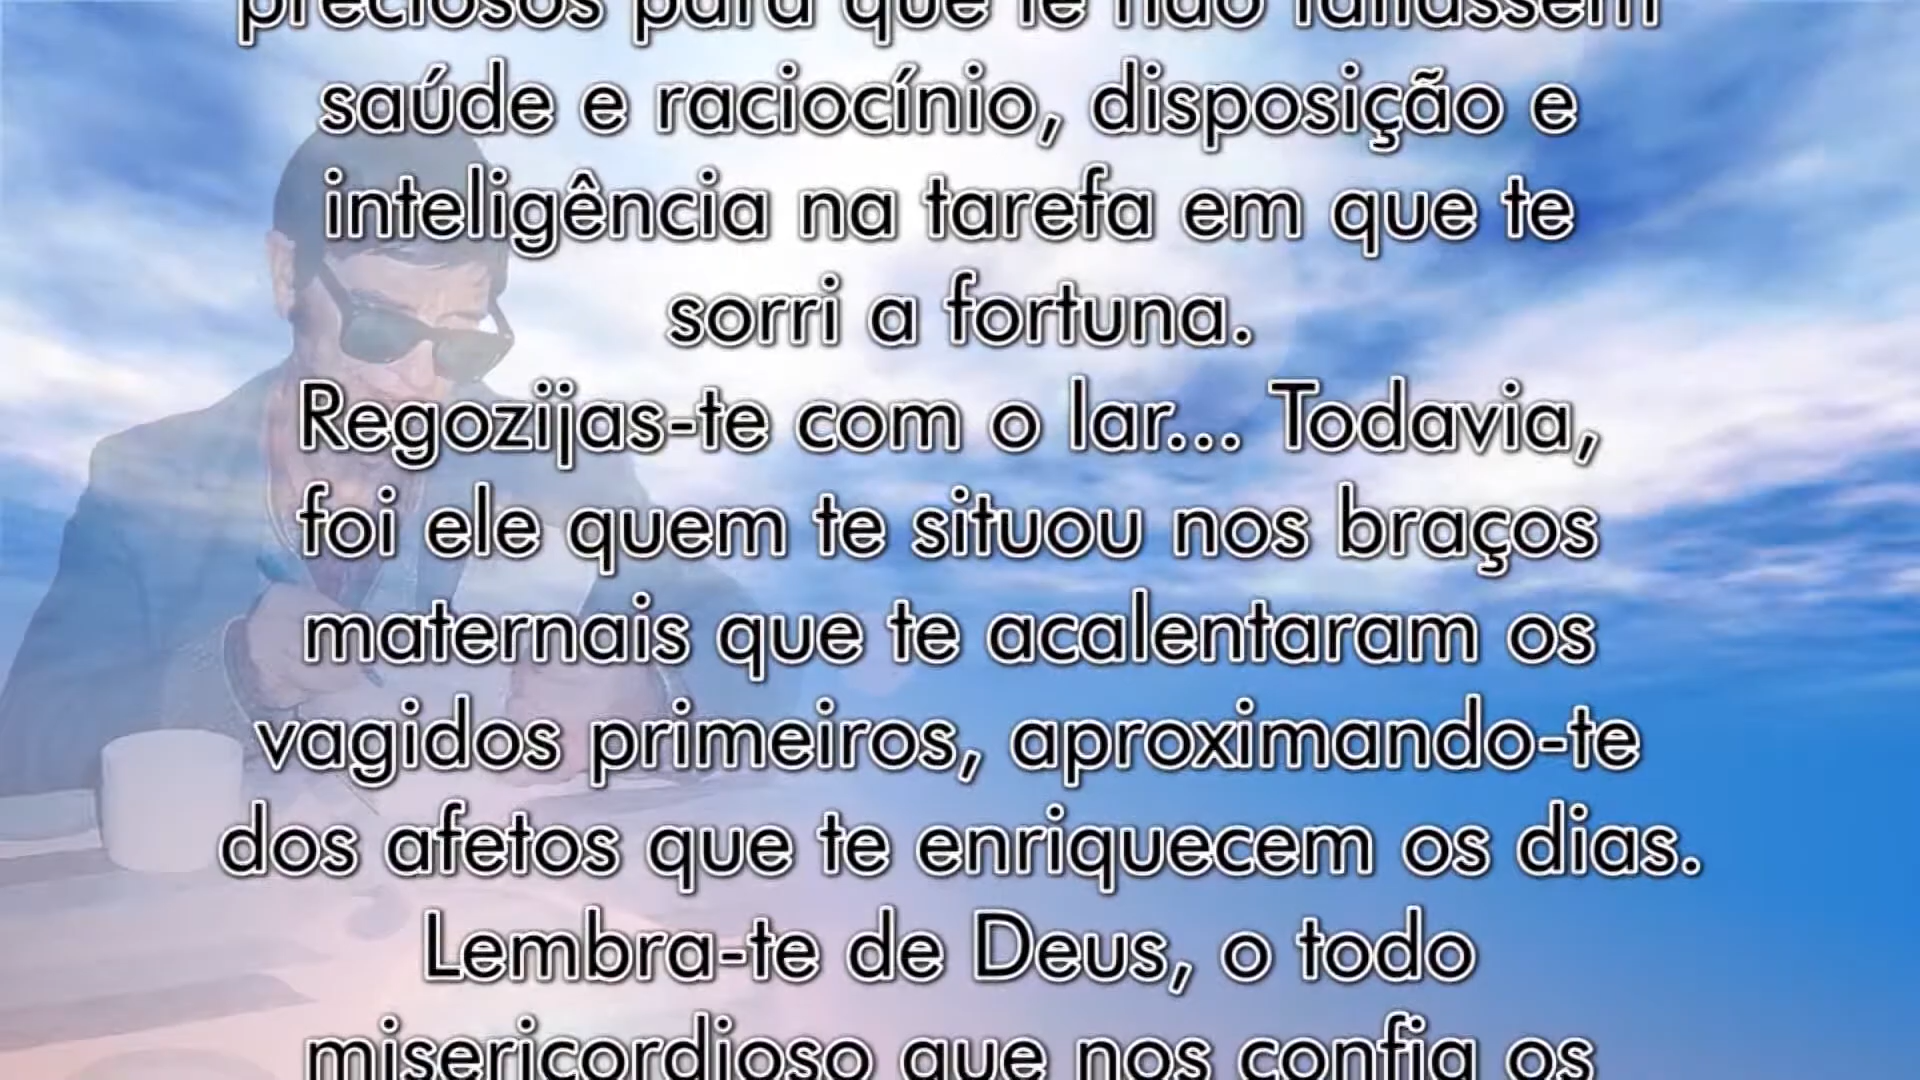 preciosos para que te não faltassem
saúde e raciocínio, disposição e
inteligência na tarefa em que te
sorri a fortuna.
Regozijas-te com o lar... Todavia,
foi ele quem te situou nos braços
maternais que te acalentaram os
vagidos primeiros, aproximando-te
dos afetos que te enriquecem os dias.
Lembra-te de Deus, o todo
misericordioso que nos confia os